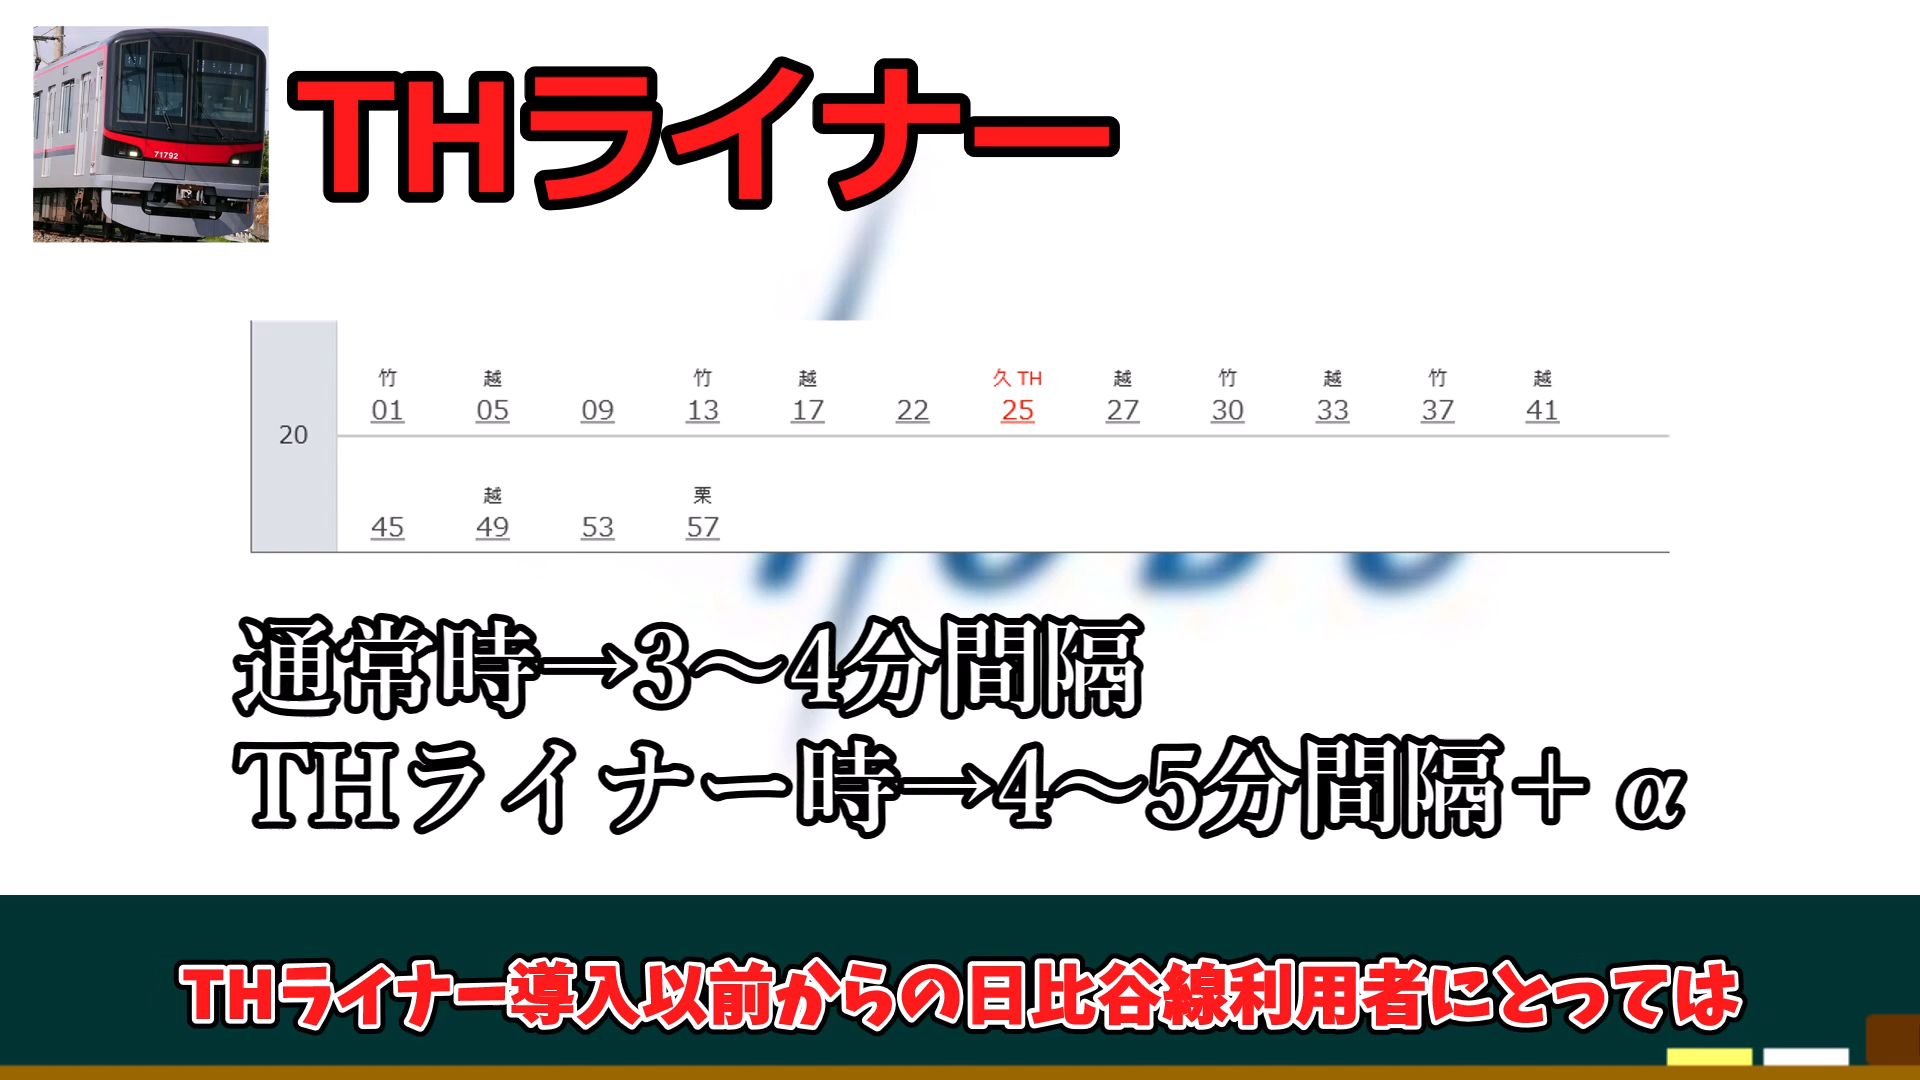 71792
THライナー
20
竹 越 竹 越 久 TH 越 竹 越 竹 越
01 05 09 13 17 22 25 27 30 33 37 41
越 栗
45 49 53 57
通常時→3〜4分間隔
THライナー時→4〜5分間隔+α
THライナー導入以前からの日比谷線利用者にとっては